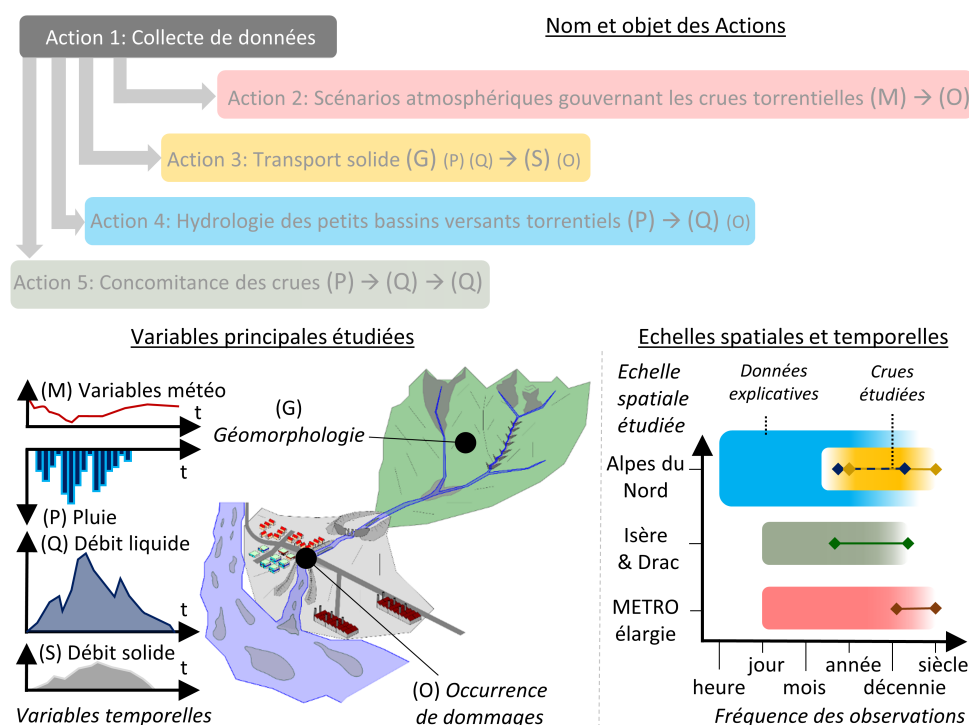 Nom et objet des Actions
Action 1: Collecte de données
Action 2: Scénarios atmosphériques gouvernant les crues torrentielles (M) → (O)
Action 3: Transport solide (G) (P) (Q) → (S) (O)
Action 4: Hydrologie des petits bassins versants torrentiels (P) → (Q) (O)
Action 5: Concomitance des crues (P) → (Q) → (Q)
Variables principales étudiées
(M) Variables météo
t
t
(P) Pluie
(Q) Débit liquide
t
(S) Débit solide
t
Variables temporelles
(G)
Géomorphologie
(O) Occurrence
de dommages
Echelles spatiales et temporelles
Echelle
spatiale
étudiée
Données
explicatives
Crues
étudiées
Alpes du
Nord
Isère
& Drac
METRO
élargie
heure
jour
mois
année
décennie
siècle
Fréquence des observations